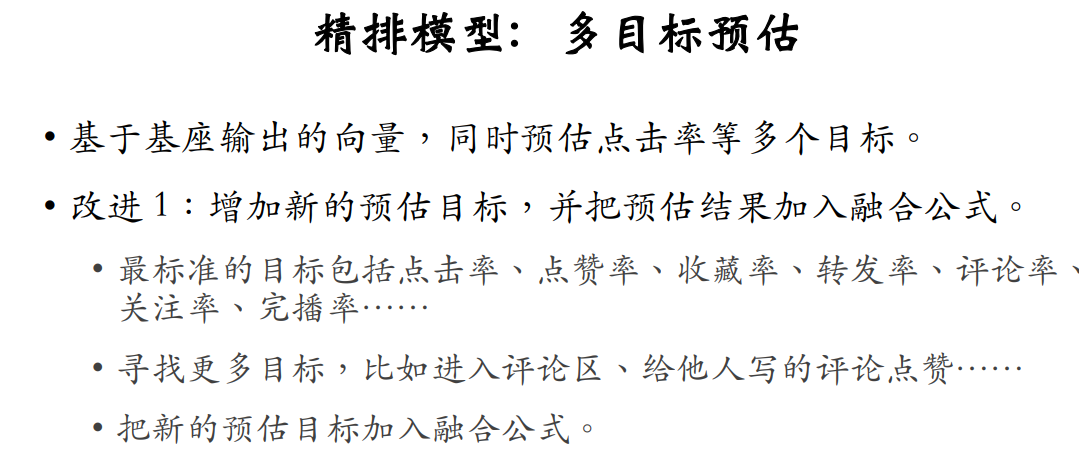 精排模型：多目标预估
• 基于基座输出的向量，同时预估点击率等多个目标。
• 改进1：增加新的预估目标，并把预估结果加入融合公式。
• 最标准的目标包括点击率、点赞率、收藏率、转发率、评论率、
关注率、完播率……
• 寻找更多目标，比如进入评论区、给他人写的评论点赞……
• 把新的预估目标加入融合公式。